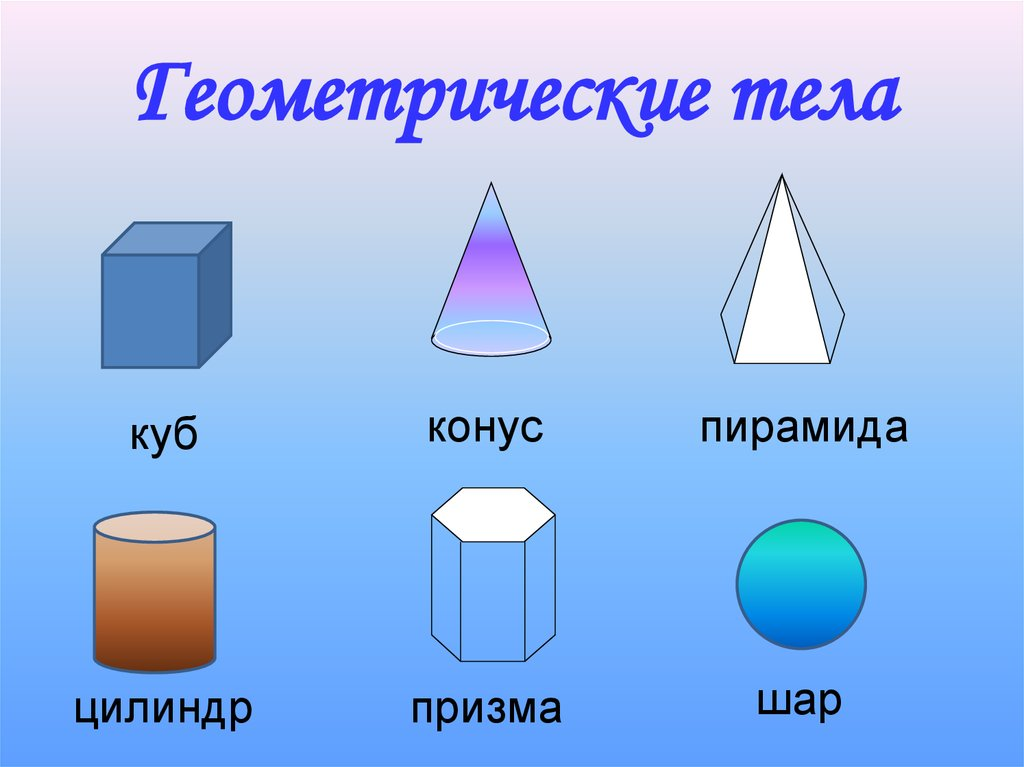 Геометрические тела
куб
конус
пирамида
цилиндр
призма
шар